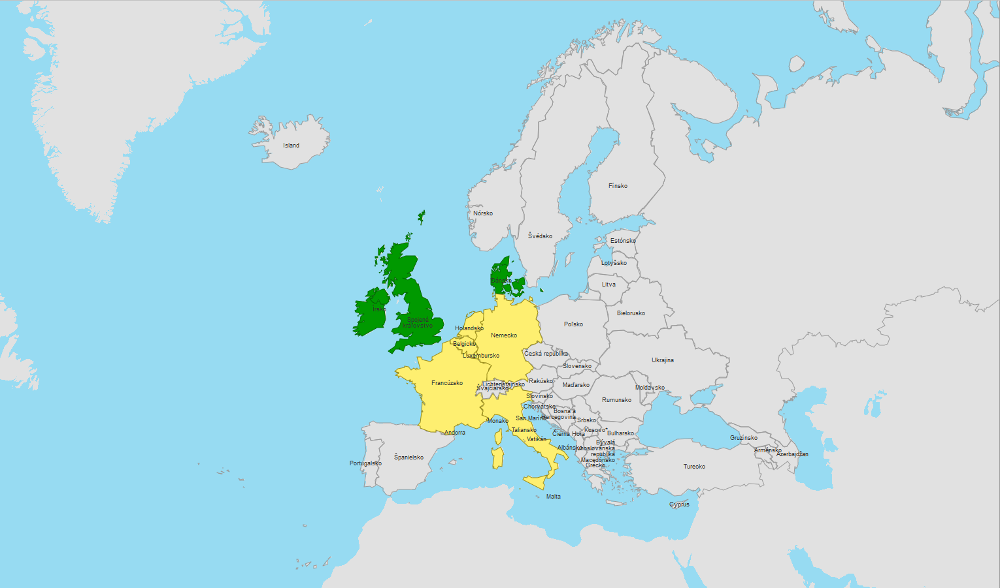 Island
Fínsko
Nórsko
Švédsko
Estónsko
Lotyšsko
Dánsko
Litva
Írsko
Bielorusko
Spojené
kráľovstvo
Poľsko
Holandsko
Nemecko
Belgicko
Česká republika
Luxembursko
Ukrajina
Slovensko
Francúzsko
Rakúsko
Lichtenštajnsko
Švajčiarsko
Maďarsko
Moldavsko
Slovinsko
Rumunsko
Chorvátsko
Bosna a
Hercegovina
San Maríno
Monako
Srbsko
Taliansko
Kosovo*
Andorra
Čierna Hora
Bulharsko
Gruzínsko
Vatikán
Bývalá
Juhoslovanská
republika
Macedónsko
Albánsko
Arménsko
Azerbajdžan
Španielsko
Portugalsko
Grécko
Turecko
Malta
Cyprus